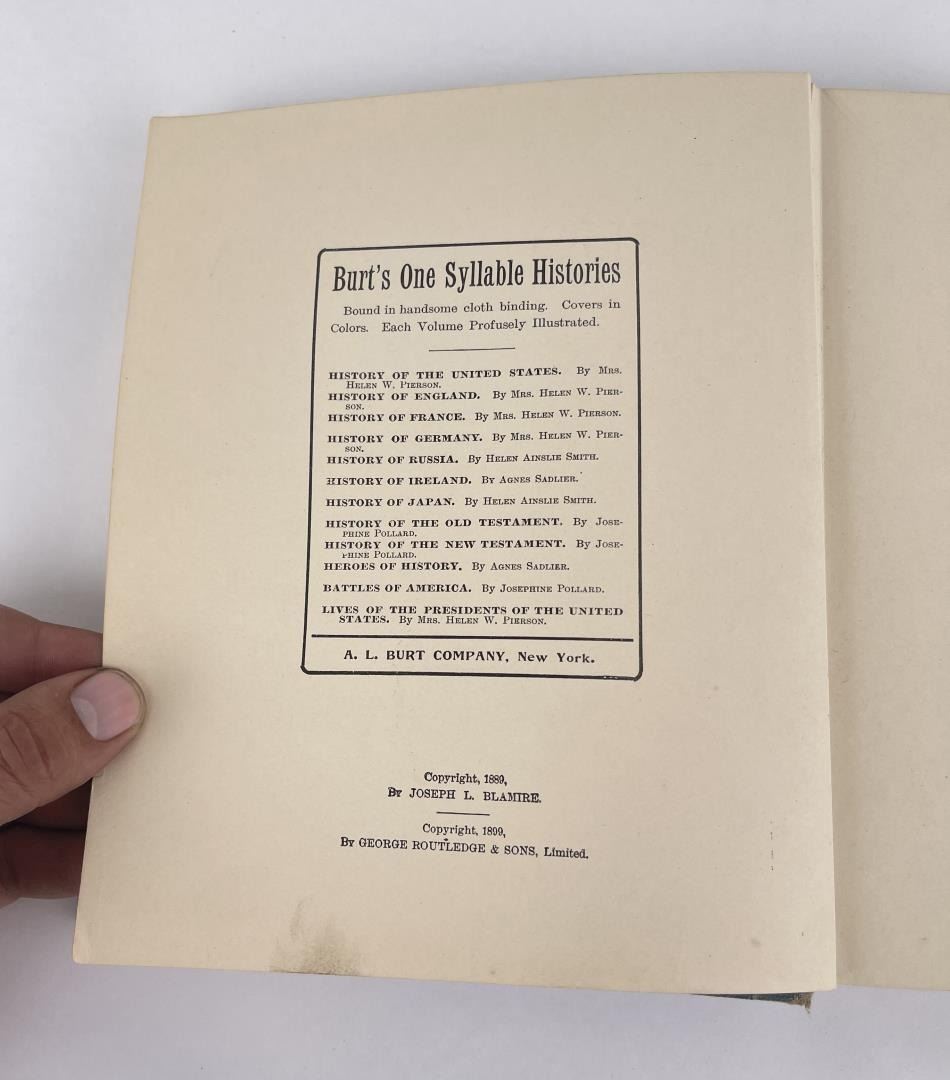 Burt's One Syllable Histories
Bound in handsome cloth binding. Covers in
Colors. Each Volume Profusely Illustrated.
HISTORY OF THE UNITED STATES. By Mrs.
Helen W. Pierson.
HISTORY OF ENGLAND. By Mrs. Helen W. Pier-
son.
HISTORY OF FRANCE. By Mrs. Helen W. Pierson.
HISTORY OF GERMANY. By Mrs. Helen W. Pier-
son.
HISTORY OF RUSSIA. By Helen Ainslie Smith.
HISTORY OF IRELAND. By Agnes Sadlier.
HISTORY OF JAPAN. By Helen Ainslie Smith.
HISTORY OF THE OLD TESTAMENT. By Jose-
phine Pollard.
HISTORY OF THE NEW TESTAMENT. By Jose-
phine Pollard.
HEROES OF HISTORY. By Agnes Sadlier.
BATTLES OF AMERICA. By Josephine Pollard.
LIVES OF THE PRESIDENTS OF THE UNITED
STATES. By Mrs. Helen W. Pierson.
A. L. BURT COMPANY, New York.
Copyright, 1889,
By JOSEPH L. BLAMIRE.
Copyright, 1899,
By GEORGE ROUTLEDGE & SONS, Limited.